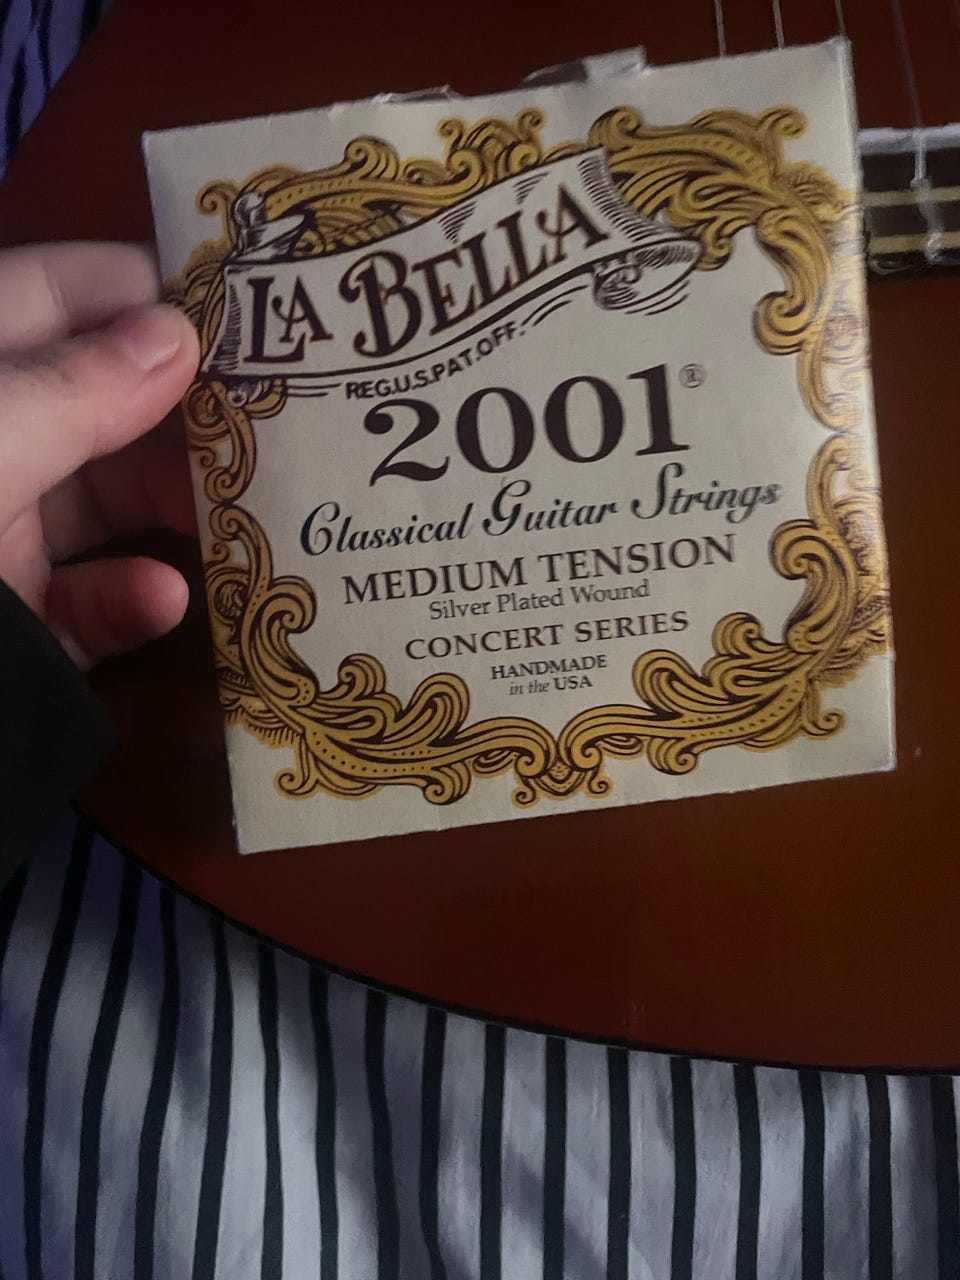 LA BELLA
REG.U.S.PAT.OFF.
2001®
Classical Guitar Strings
MEDIUM TENSION
Silver Plated Wound
CONCERT SERIES
HANDMADE
in the USA